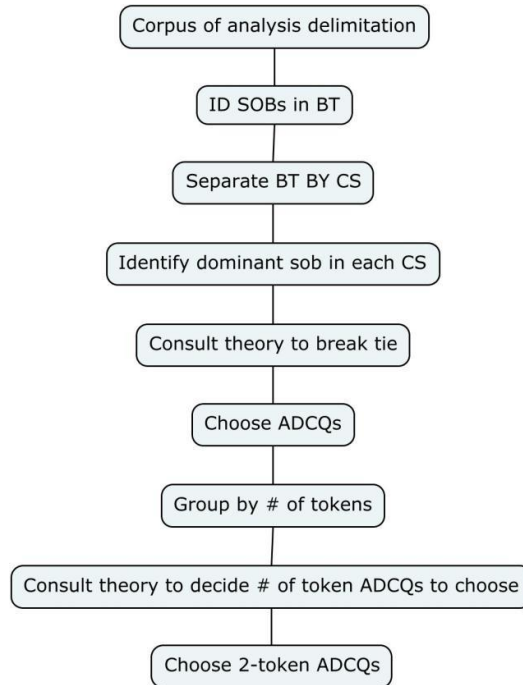 Corpus of analysis delimitation
ID SOBs in BT
Separate BT BY CS
Identify dominant sob in each CS
Consult theory to break tie
Choose ADCQs
Group by # of tokens
Consult theory to decide # of token ADCQs to choose
Choose 2-token ADCQs